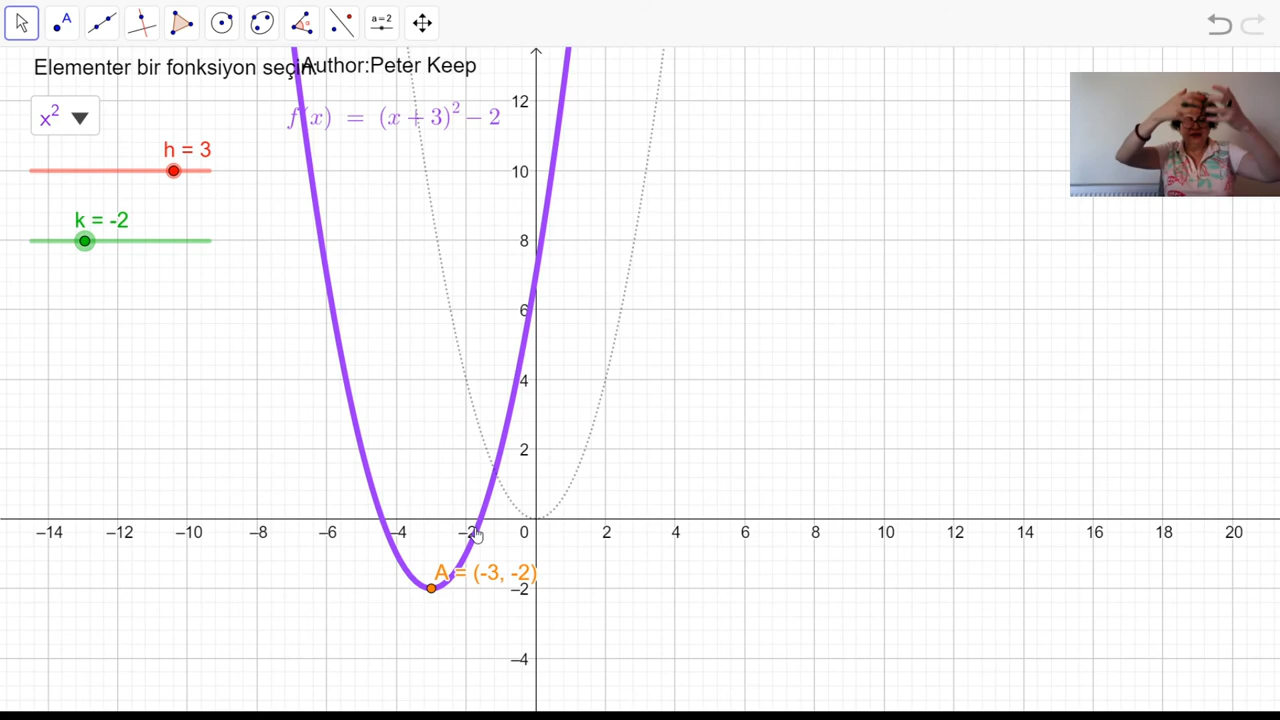 A
a=2
Elementer bir fonksiyon seçin. Author:Peter Keep
x²
f(x) = (x + 3)² − 2
h = 3
k = -2
12
10
8
6
4
2
−14 −12 −10 −8 −6 −4 −2 0 2 4 6 8 10 12 14 16 18 20
A = (-3, -2)
−2
−4